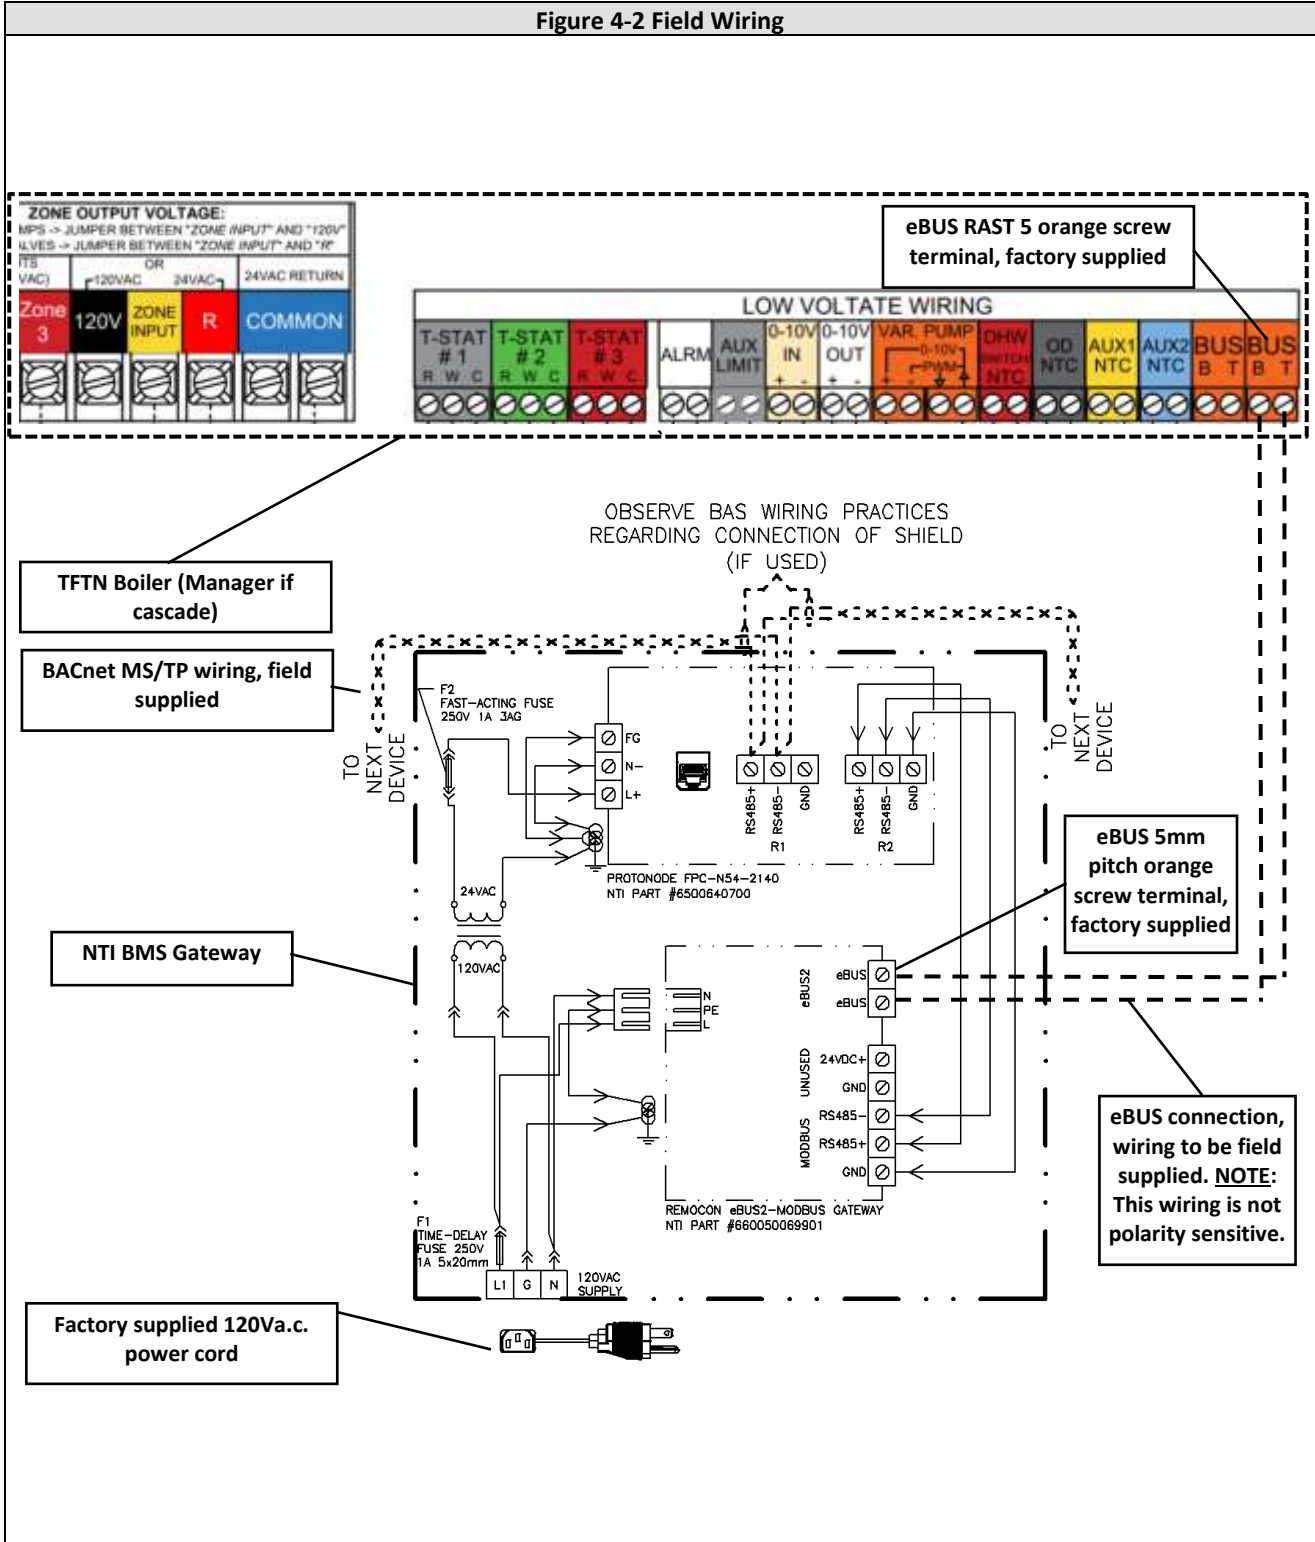 Figure 4-2 Field Wiring
ZONE OUTPUT VOLTAGE:
MPS -> JUMPER BETWEEN "ZONE INPUT" AND "120V"
LVES -> JUMPER BETWEEN "ZONE INPUT" AND "R"
OR
TS
VAC)
120VAC
24VAC
24VAC RETURN
Zone
3
120V
ZONE
INPUT
R
COMMON
eBUS RAST 5 orange screw
terminal, factory supplied
LOW VOLTATE WIRING
T-STAT
# 1
R W C
T-STAT
# 2
R W C
T-STAT
# 3
R W C
ALRM
AUX
LIMIT
0-10V
IN
+ -
0-10V
OUT
+ -
VAR. PUMP
0-10V
PWM
+ -
DHW
SWITCH
NTC
OD
NTC
AUX1
NTC
AUX2
NTC
BUS
B T
BUS
B T
OBSERVE BAS WIRING PRACTICES
REGARDING CONNECTION OF SHIELD
(IF USED)
TFTN Boiler (Manager if
cascade)
BACnet MS/TP wiring, field
supplied
TO
NEXT
DEVICE
TO
NEXT
DEVICE
F2
FAST-ACTING FUSE
250V 1A 3AG
FG
N-
L+
RS485+
RS485-
GND
R1
RS485+
RS485-
GND
R2
PROTONODE FPC-N54-2140
NTI PART #6500640700
eBUS 5mm
pitch orange
screw terminal,
factory supplied
24VAC
120VAC
NTI BMS Gateway
N
PE
L
eBUS2
eBUS
eBUS
UNUSED
24VDC+
GND
MODBUS
RS485-
RS485+
GND
REMOCON eBUS2-MODBUS GATEWAY
NTI PART #660050069901
eBUS connection,
wiring to be field
supplied. NOTE:
This wiring is not
polarity sensitive.
F1
TIME-DELAY
FUSE 250V
1A 5x20mm
L1 G N
120VAC
SUPPLY
Factory supplied 120Va.c.
power cord